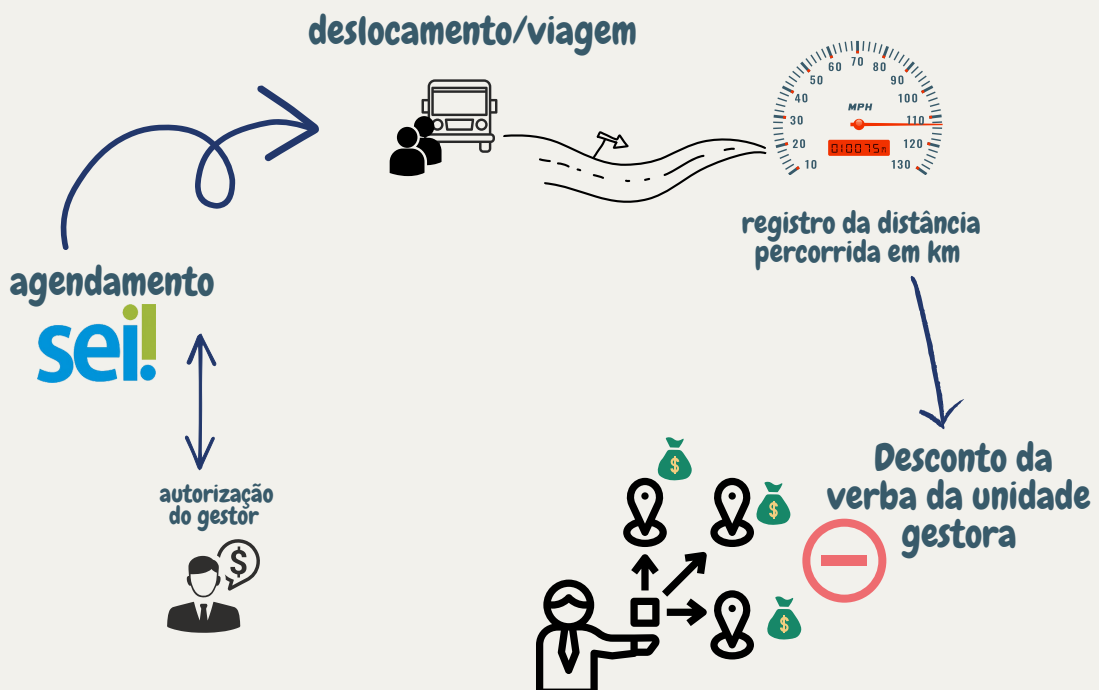 deslocamento/viagem
10
20
30
40
50
60
70
80
90
100
110
120
130
MPH
010075m
registro da distância
percorrida em km
agendamento
sei!
autorização
do gestor
$
Desconto da
verba da unidade
gestora
$
$
$